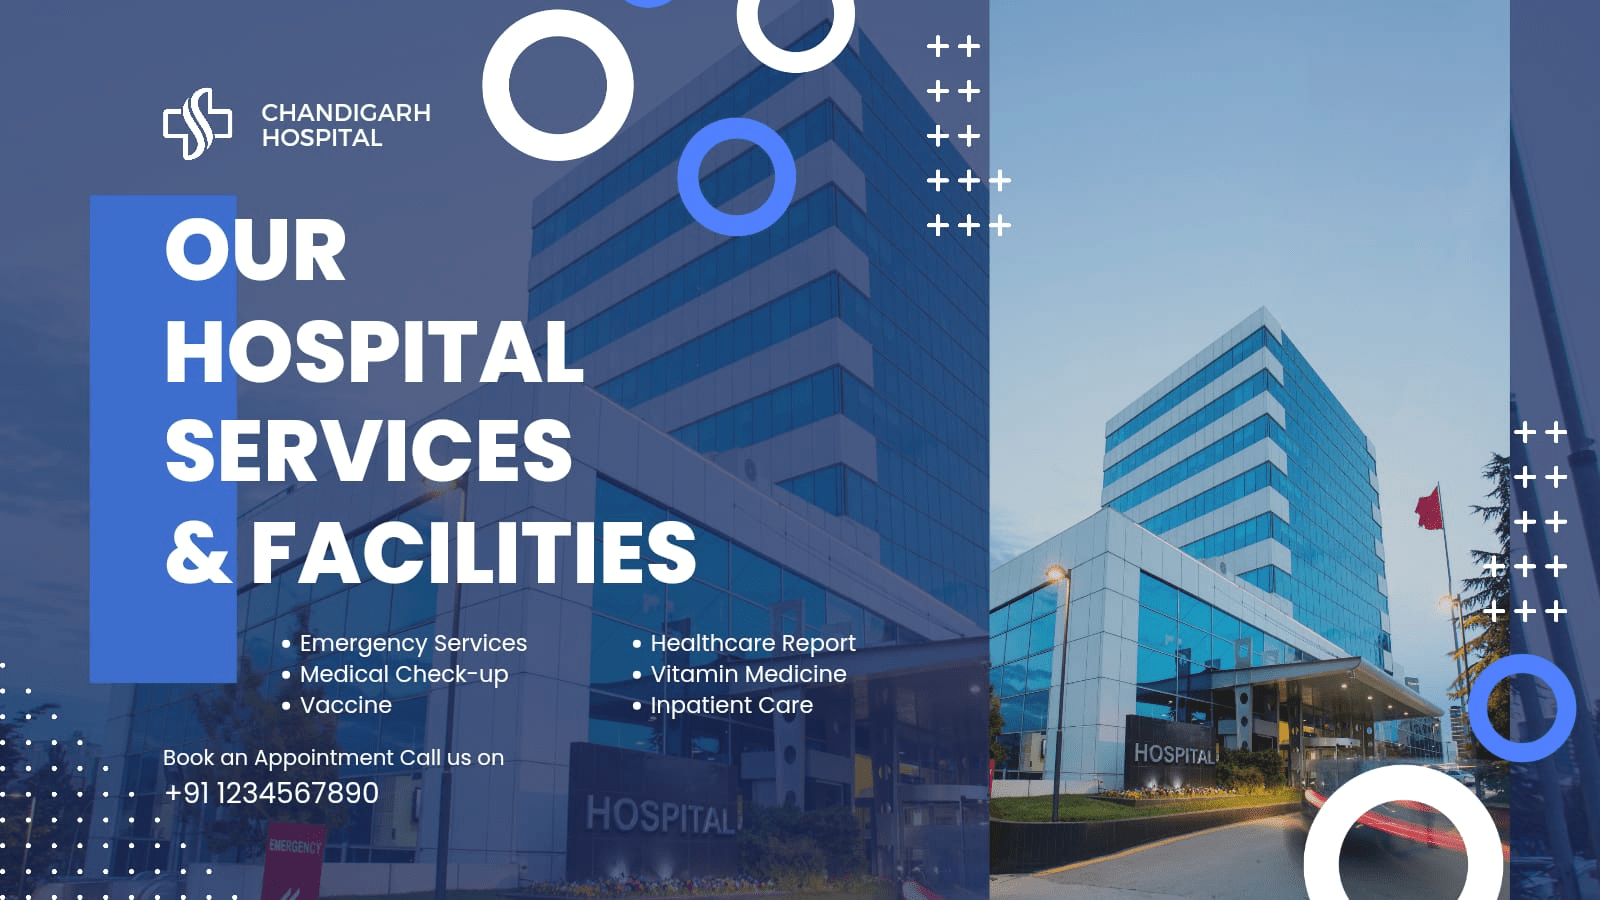 CHANDIGARH
HOSPITAL
OUR
HOSPITAL
SERVICES
& FACILITIES
• Emergency Services
• Medical Check-up
• Vaccine
• Healthcare Report
• Vitamin Medicine
• Inpatient Care
Book an Appointment Call us on
+91 1234567890
EMERGENCY
HOSPITAL
HOSPITAL